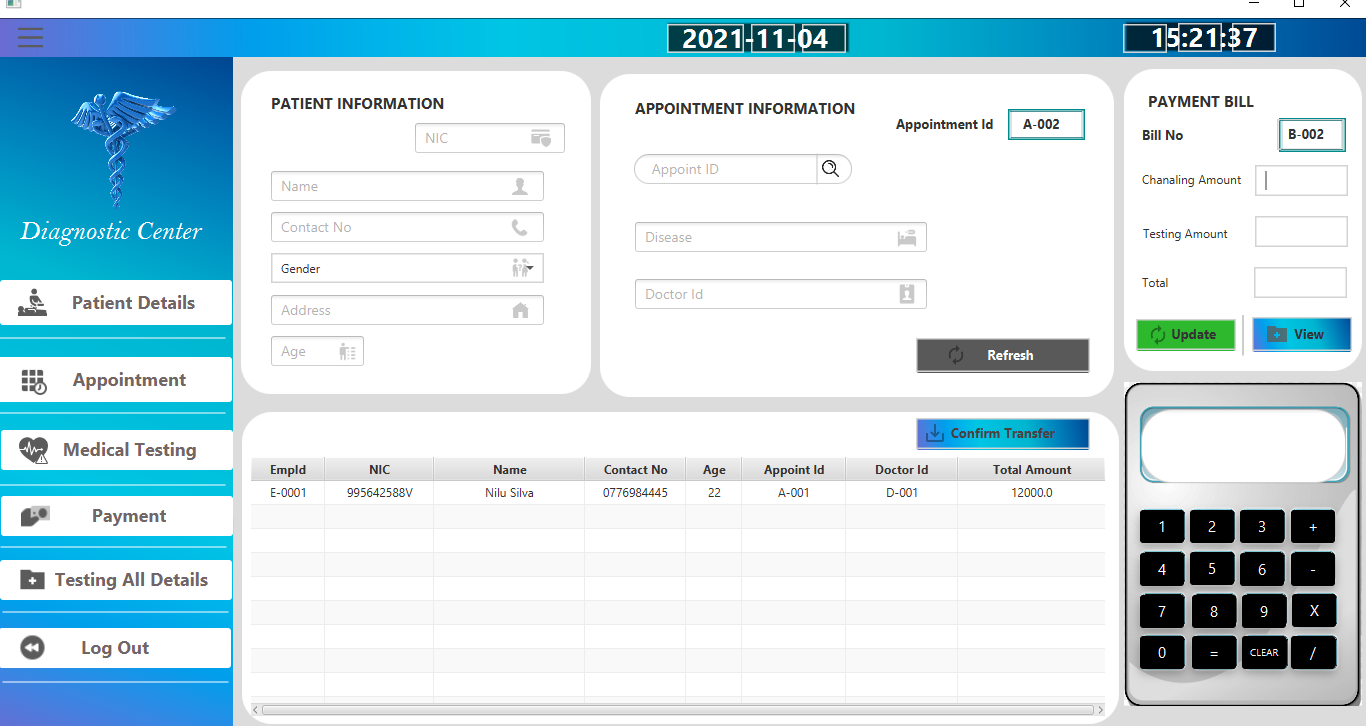 2021-11-04
15:21:37
Diagnostic Center
Patient Details
Appointment
Medical Testing
Payment
Testing All Details
Log Out
PATIENT INFORMATION
NIC
Name
Contact No
Gender
Address
Age
APPOINTMENT INFORMATION
Appointment Id A-002
Appoint ID
Disease
Doctor Id
Refresh
PAYMENT BILL
Bill No B-002
Chanaling Amount
Testing Amount
Total
Update View
Confirm Transfer
EmpId NIC Name Contact No Age Appoint Id Doctor Id Total Amount
E-0001 995642588V Nilu Silva 0776984445 22 A-001 D-001 12000.0
1 2 3 +
4 5 6 -
7 8 9 X
0 = CLEAR /